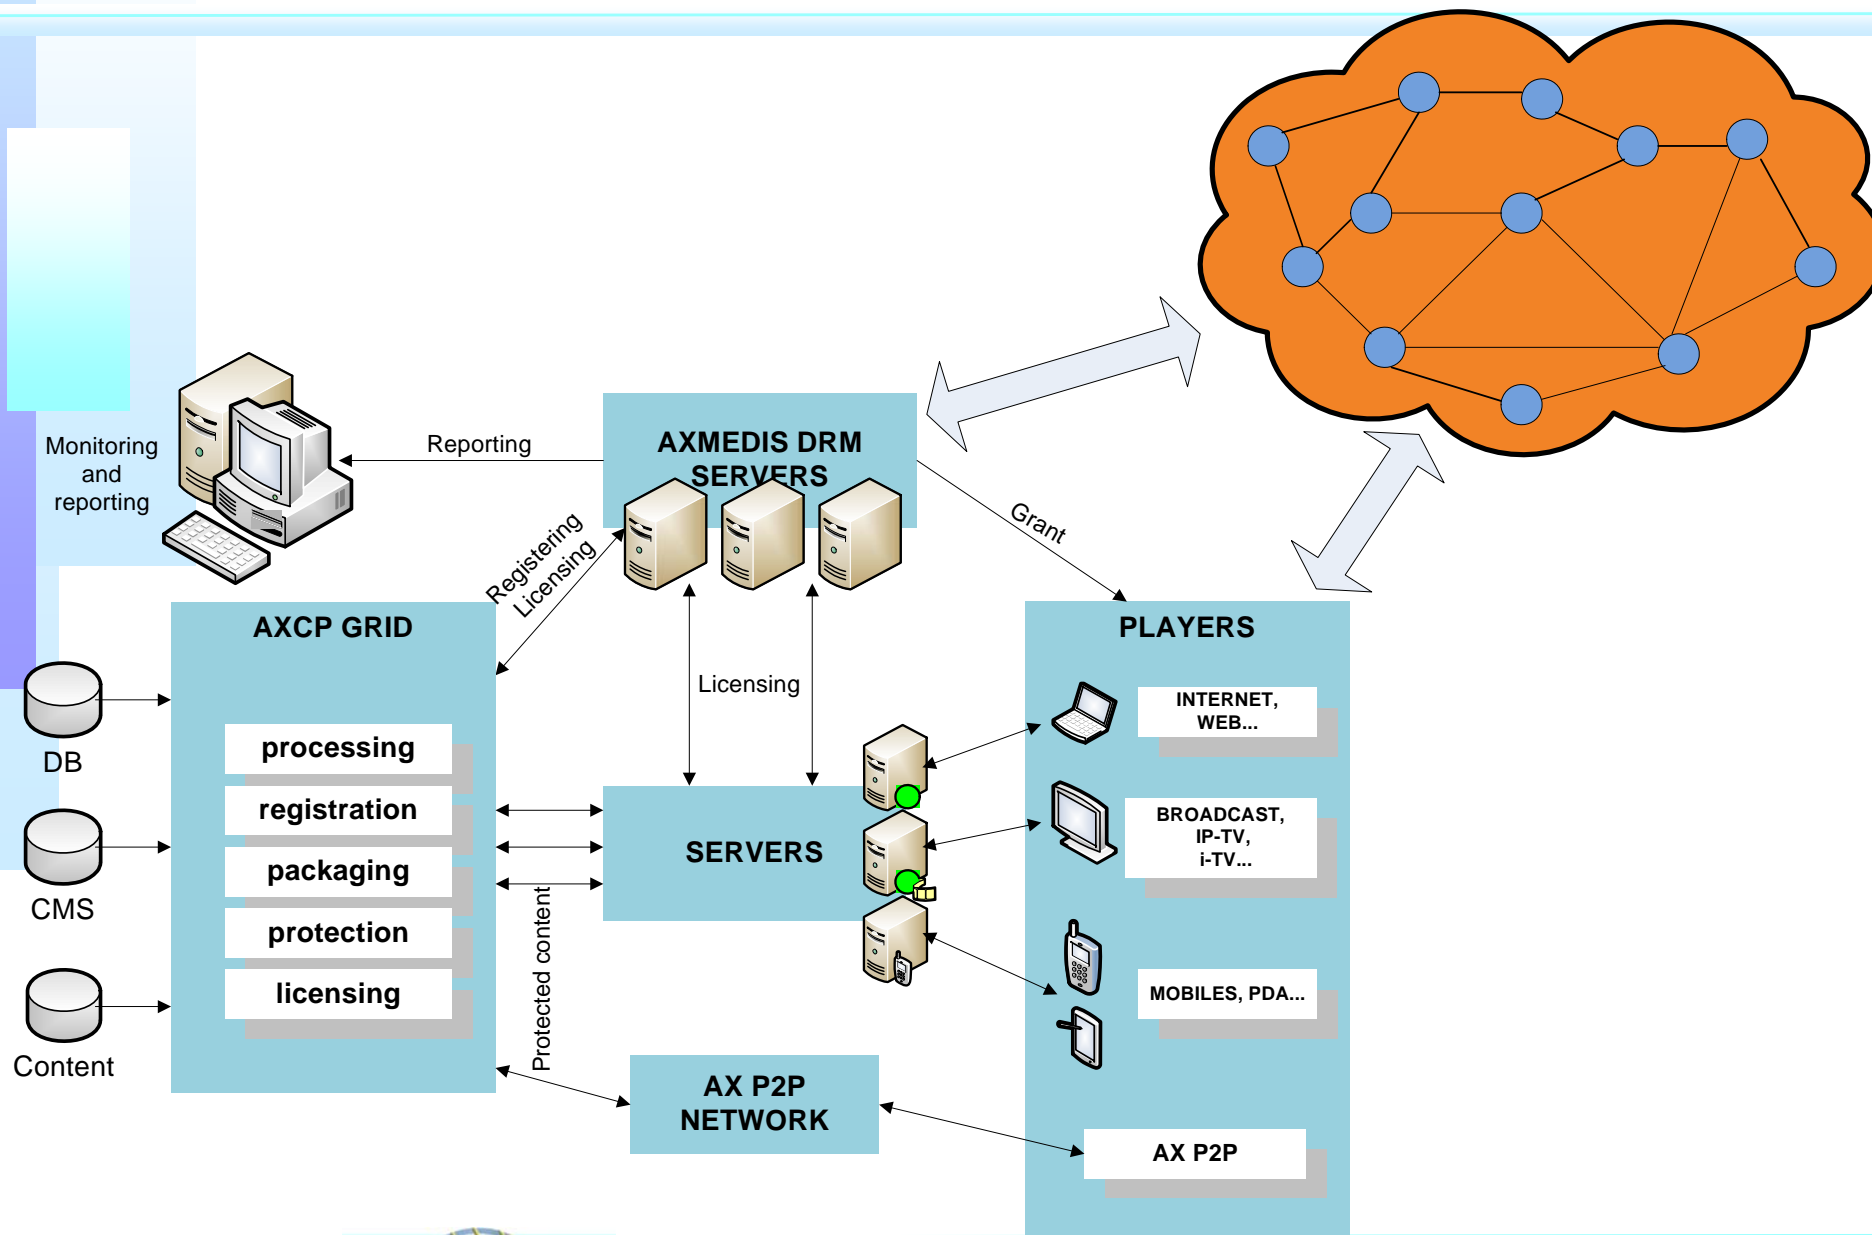 Monitoring
and
reporting
Reporting
AXMEDIS DRM
SERVERS
Grant
Registering
Licensing
AXCP GRID
processing
registration
packaging
protection
licensing
DB
CMS
Content
Licensing
SERVERS
Protected content
AX P2P
NETWORK
PLAYERS
INTERNET,
WEB...
BROADCAST,
IP-TV,
i-TV...
MOBILES, PDA...
AX P2P